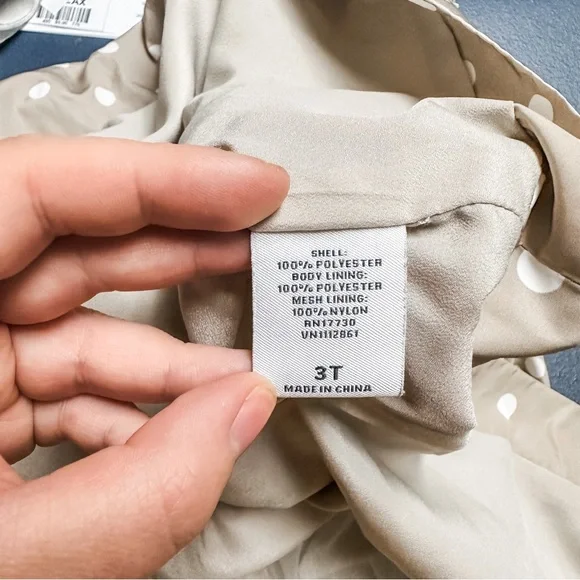 SHELL:
100% POLYESTER
BODY LINING:
100% POLYESTER
MESH LINING:
100% NYLON
RN17730
VN1112861
3T
MADE IN CHINA